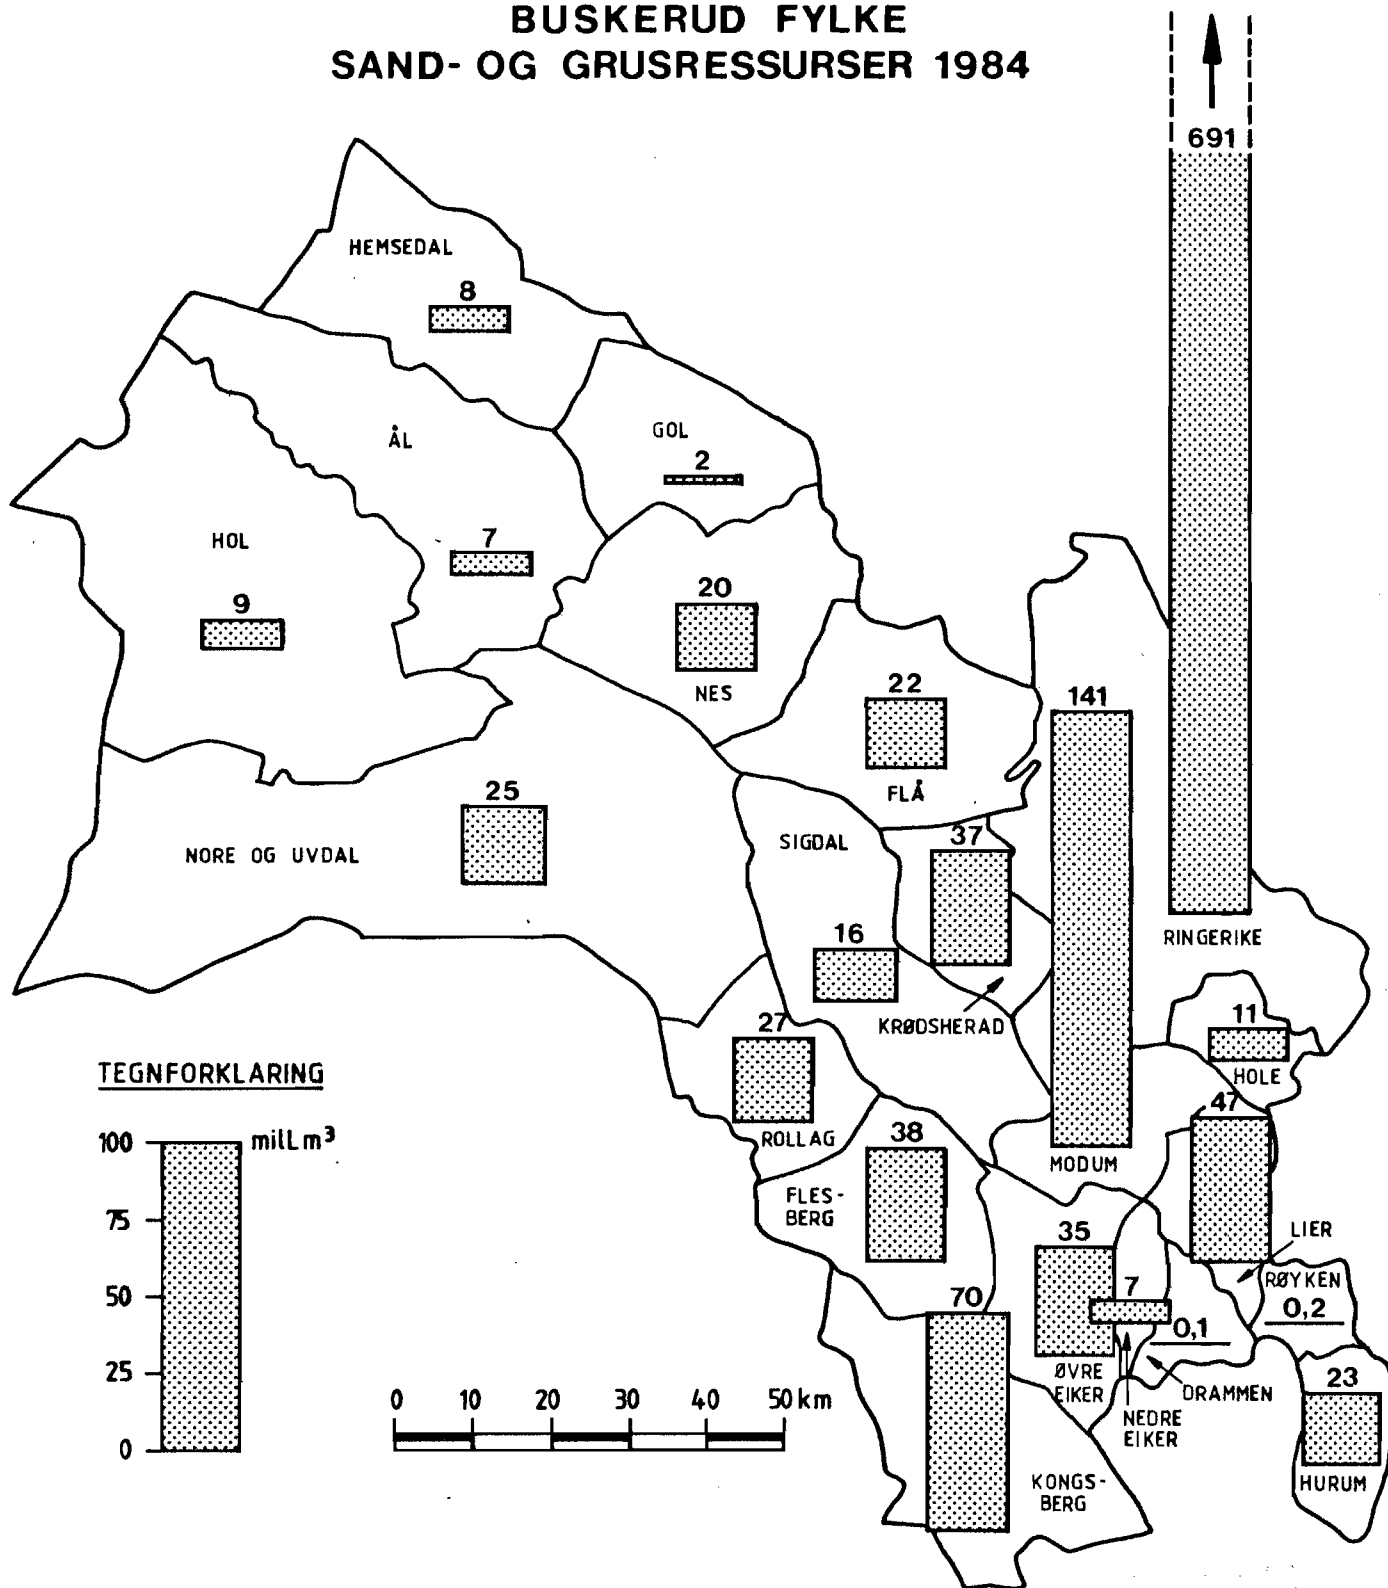 BUSKERUD FYLKE
SAND- OG GRUSRESSURSER 1984
691
HEMSEDAL
8
ÅL
GOL
2
HOL
7
9
20
NES
22
FLÅ
141
25
NORE OG UVDAL
SIGDAL
37
16
KRØDSHERAD
RINGERIKE
11
HOLE
27
ROLLAG
47
38
MODUM
FLES-
BERG
35
LIER
7
RØYKEN
0,2
0,1
70
ØVRE
EIKER
DRAMMEN
NEDRE
EIKER
23
HURUM
KONGS-
BERG
TEGNFORKLARING
100 mill m³
75
50
25
0
0 10 20 30 40 50 km